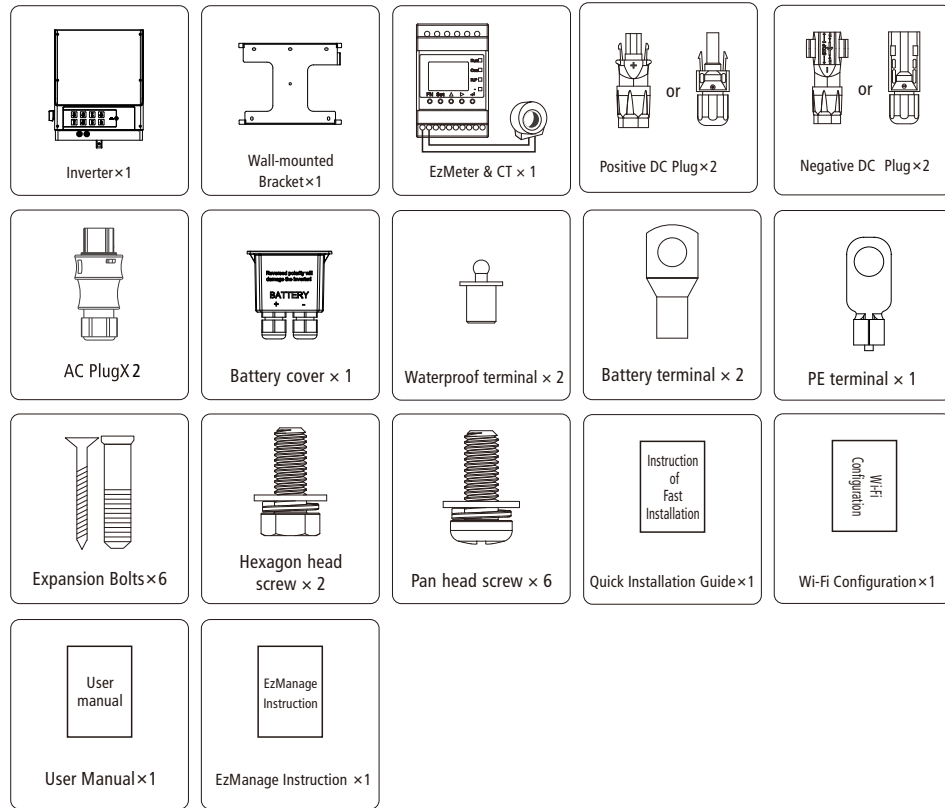 Inverter×1
Wall-mounted
Bracket×1
EzMeter & CT × 1
+
or
Positive DC Plug×2
-
or
Negative DC Plug×2
AC PlugX 2
Reversed polarity will
damage the inverter!
BATTERY
+ -
Battery cover × 1
Waterproof terminal × 2
Battery terminal × 2
PE terminal × 1
Expansion Bolts×6
Hexagon head
screw × 2
Pan head screw × 6
Instruction
of
Fast
Installation
Quick Installation Guide×1
Wi-Fi
Configuration
Wi-Fi Configuration×1
User
manual
User Manual×1
EzManage
Instruction
EzManage Instruction ×1